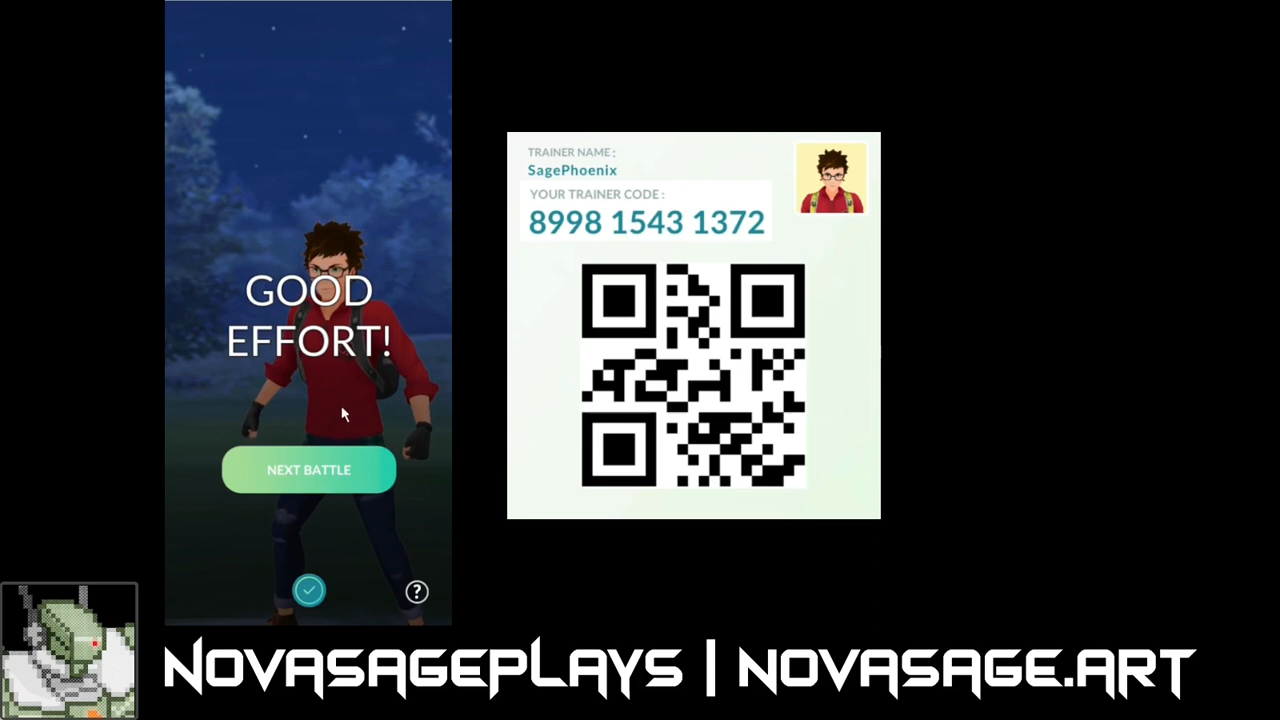 GOOD
EFFORT!
NEXT BATTLE
?
TRAINER NAME:
SagePhoenix
YOUR TRAINER CODE:
8998 1543 1372
NOVASAGEPLAYS | NOVASAGE.ART